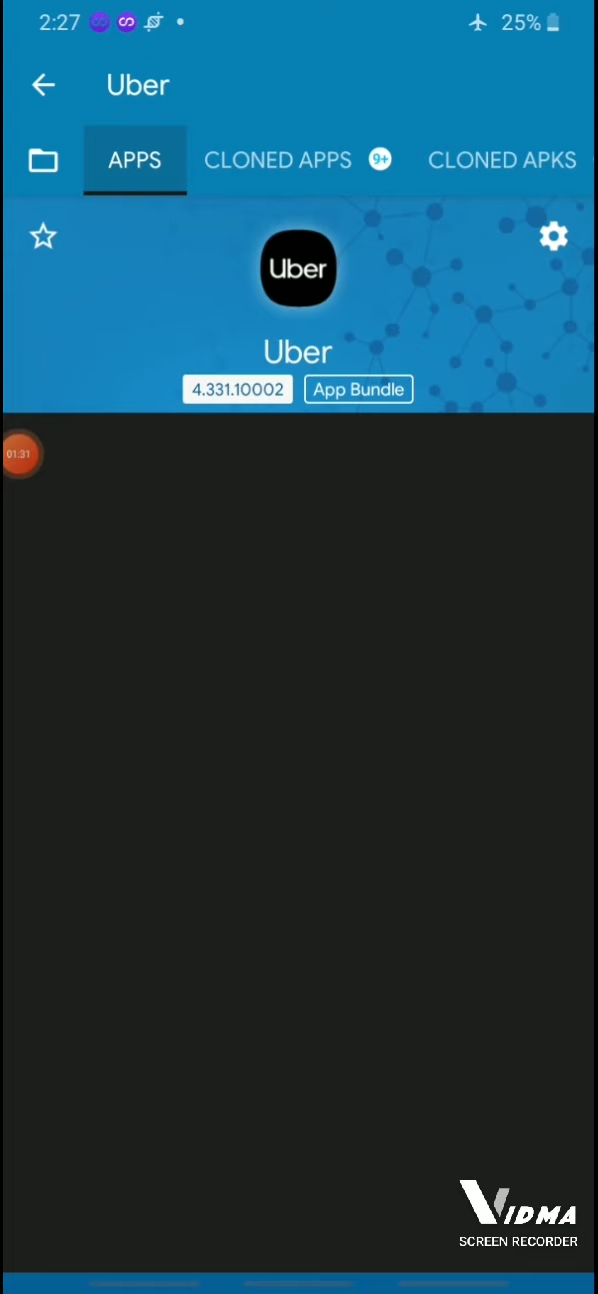 2:27 25%
Uber
APPS CLONED APPS 9+ CLONED APKS
Uber
Uber
4.331.10002 App Bundle
01:31
VIDMA
SCREEN RECORDER